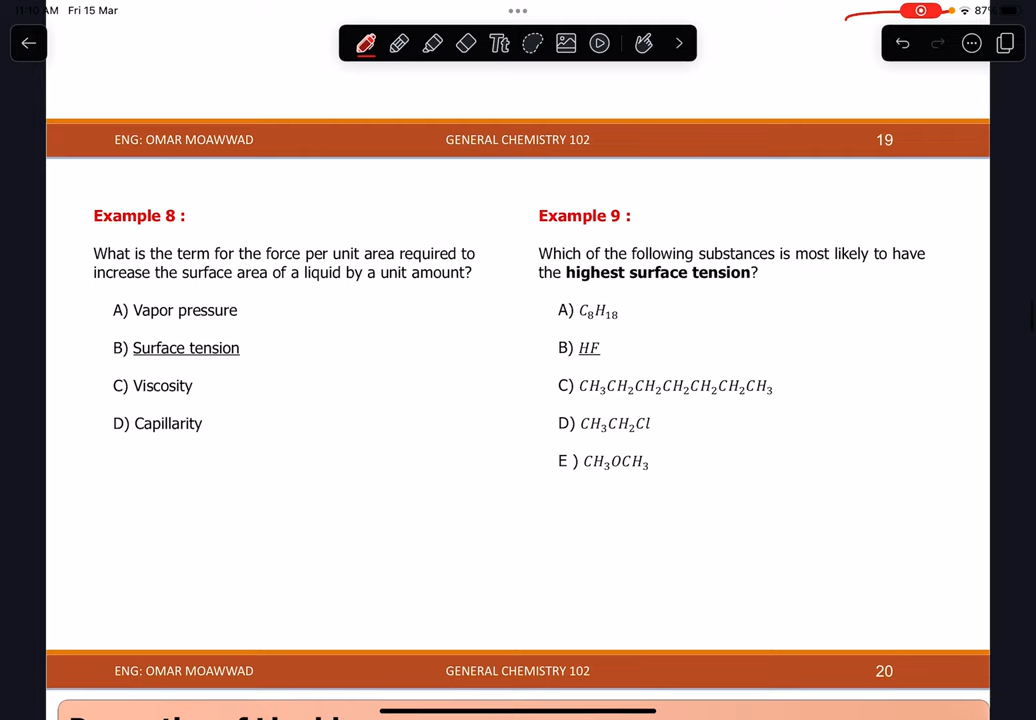 11:10 AM Fri 15 Mar
87%
Tt
ENG: OMAR MOAWWAD
GENERAL CHEMISTRY 102
19
Example 8 :
What is the term for the force per unit area required to
increase the surface area of a liquid by a unit amount?
A) Vapor pressure
B) Surface tension
C) Viscosity
D) Capillarity
Example 9 :
Which of the following substances is most likely to have
the highest surface tension?
A) C₈H₁₈
B) HF
C) CH₃CH₂CH₂CH₂CH₂CH₂CH₃
D) CH₃CH₂Cl
E ) CH₃OCH₃
ENG: OMAR MOAWWAD
GENERAL CHEMISTRY 102
20